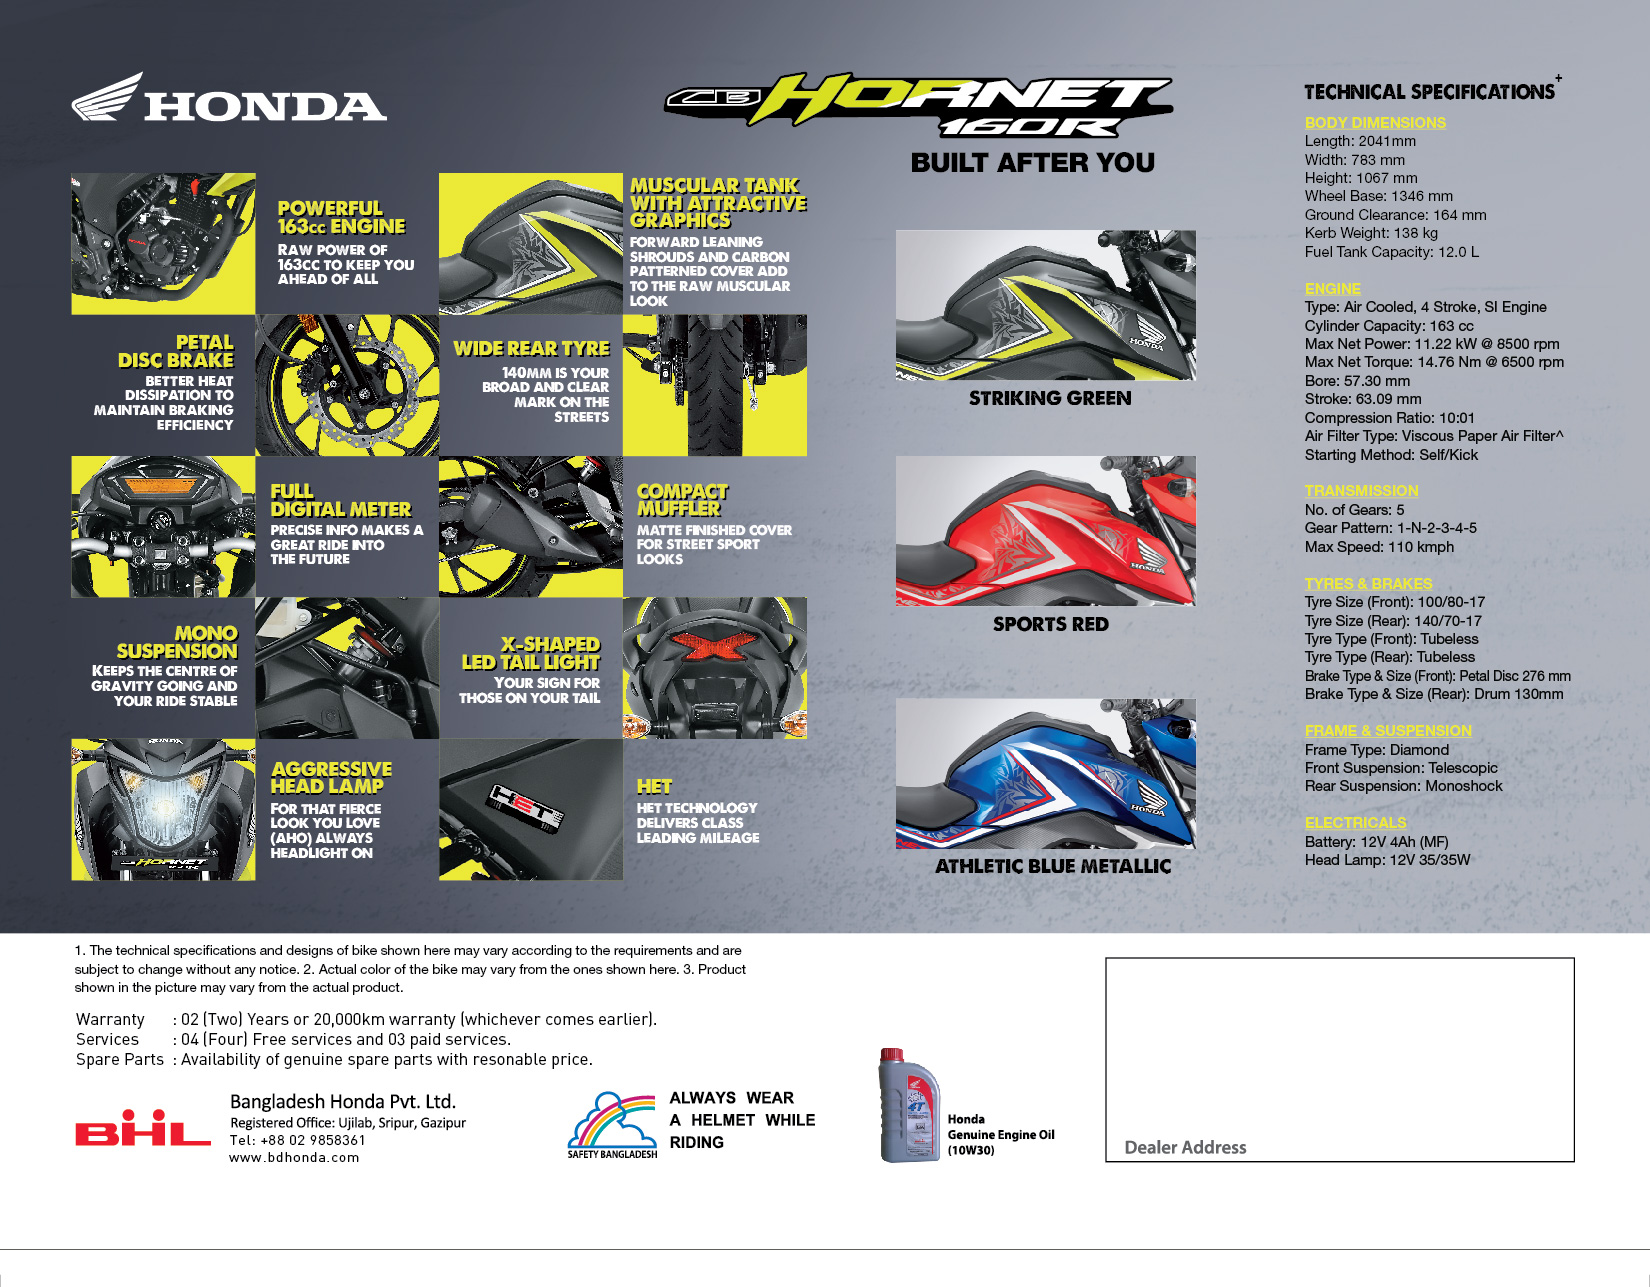 HONDA
CB HORNET
160R
BUILT AFTER YOU
POWERFUL
163cc ENGINE
RAW POWER OF
163CC TO KEEP YOU
AHEAD OF ALL
MUSCULAR TANK
WITH ATTRACTIVE
GRAPHICS
FORWARD LEANING
SHROUDS AND CARBON
PATTERNED COVER ADD
TO THE RAW MUSCULAR
LOOK
PETAL
DISC BRAKE
BETTER HEAT
DISSIPATION TO
MAINTAIN BRAKING
EFFICIENCY
WIDE REAR TYRE
140MM IS YOUR
BROAD AND CLEAR
MARK ON THE
STREETS
FULL
DIGITAL METER
PRECISE INFO MAKES A
GREAT RIDE INTO
THE FUTURE
COMPACT
MUFFLER
MATTE FINISHED COVER
FOR STREET SPORT
LOOKS
MONO
SUSPENSION
KEEPS THE CENTRE OF
GRAVITY GOING AND
YOUR RIDE STABLE
X-SHAPED
LED TAIL LIGHT
YOUR SIGN FOR
THOSE ON YOUR TAIL
HONDA
HORNET
AGGRESSIVE
HEAD LAMP
FOR THAT FIERCE
LOOK YOU LOVE
(AHO) ALWAYS
HEADLIGHT ON
HET
HET
HET TECHNOLOGY
DELIVERS CLASS
LEADING MILEAGE
HONDA
STRIKING GREEN
HONDA
SPORTS RED
HONDA
ATHLETIC BLUE METALLIC
TECHNICAL SPECIFICATIONS+
BODY DIMENSIONS
Length: 2041mm
Width: 783 mm
Height: 1067 mm
Wheel Base: 1346 mm
Ground Clearance: 164 mm
Kerb Weight: 138 kg
Fuel Tank Capacity: 12.0 L
ENGINE
Type: Air Cooled, 4 Stroke, SI Engine
Cylinder Capacity: 163 cc
Max Net Power: 11.22 kW @ 8500 rpm
Max Net Torque: 14.76 Nm @ 6500 rpm
Bore: 57.30 mm
Stroke: 63.09 mm
Compression Ratio: 10:01
Air Filter Type: Viscous Paper Air Filter^
Starting Method: Self/Kick
TRANSMISSION
No. of Gears: 5
Gear Pattern: 1-N-2-3-4-5
Max Speed: 110 kmph
TYRES & BRAKES
Tyre Size (Front): 100/80-17
Tyre Size (Rear): 140/70-17
Tyre Type (Front): Tubeless
Tyre Type (Rear): Tubeless
Brake Type & Size (Front): Petal Disc 276 mm
Brake Type & Size (Rear): Drum 130mm
FRAME & SUSPENSION
Frame Type: Diamond
Front Suspension: Telescopic
Rear Suspension: Monoshock
ELECTRICALS
Battery: 12V 4Ah (MF)
Head Lamp: 12V 35/35W
1. The technical specifications and designs of bike shown here may vary according to the requirements and are
subject to change without any notice. 2. Actual color of the bike may vary from the ones shown here. 3. Product
shown in the picture may vary from the actual product.
Warranty : 02 (Two) Years or 20,000km warranty (whichever comes earlier).
Services : 04 (Four) Free services and 03 paid services.
Spare Parts : Availability of genuine spare parts with resonable price.
BHL
Bangladesh Honda Pvt. Ltd.
Registered Office: Ujilab, Sripur, Gazipur
Tel: +88 02 9858361
www.bdhonda.com
SAFETY BANGLADESH
ALWAYS WEAR
A HELMET WHILE
RIDING
4T
Honda
Genuine Engine Oil
(10W30)
Dealer Address